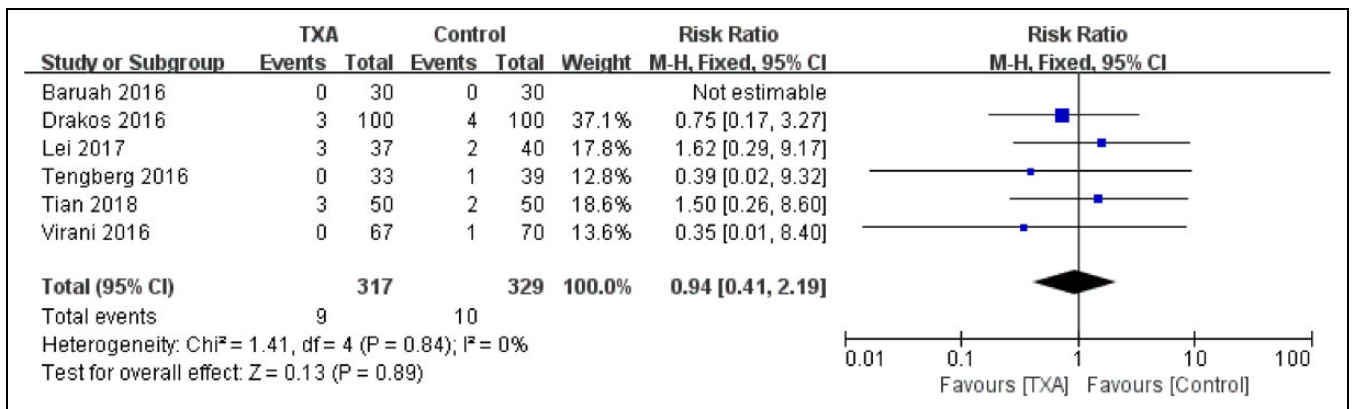 TXA Control Risk Ratio Risk Ratio
Study or Subgroup Events Total Events Total Weight M-H, Fixed, 95% CI M-H, Fixed, 95% CI
Baruah 2016 0 30 0 30 Not estimable
Drakos 2016 3 100 4 100 37.1% 0.75 [0.17, 3.27]
Lei 2017 3 37 2 40 17.8% 1.62 [0.29, 9.17]
Tengberg 2016 0 33 1 39 12.8% 0.39 [0.02, 9.32]
Tian 2018 3 50 2 50 18.6% 1.50 [0.26, 8.60]
Virani 2016 0 67 1 70 13.6% 0.35 [0.01, 8.40]
Total (95% CI) 317 329 100.0% 0.94 [0.41, 2.19]
Total events 9 10
Heterogeneity: Chi² = 1.41, df = 4 (P = 0.84); I² = 0%
Test for overall effect: Z = 0.13 (P = 0.89)
0.01 0.1 1 10 100
Favours [TXA] Favours [Control]